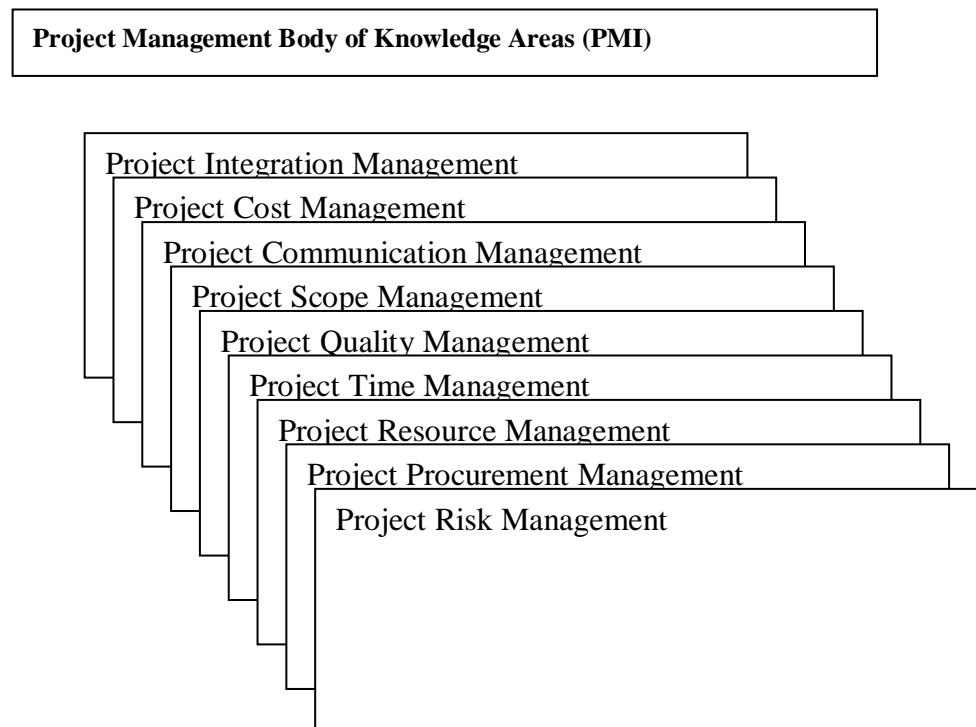 Project Management Body of Knowledge Areas (PMI)
Project Integration Management
Project Cost Management
Project Communication Management
Project Scope Management
Project Quality Management
Project Time Management
Project Resource Management
Project Procurement Management
Project Risk Management